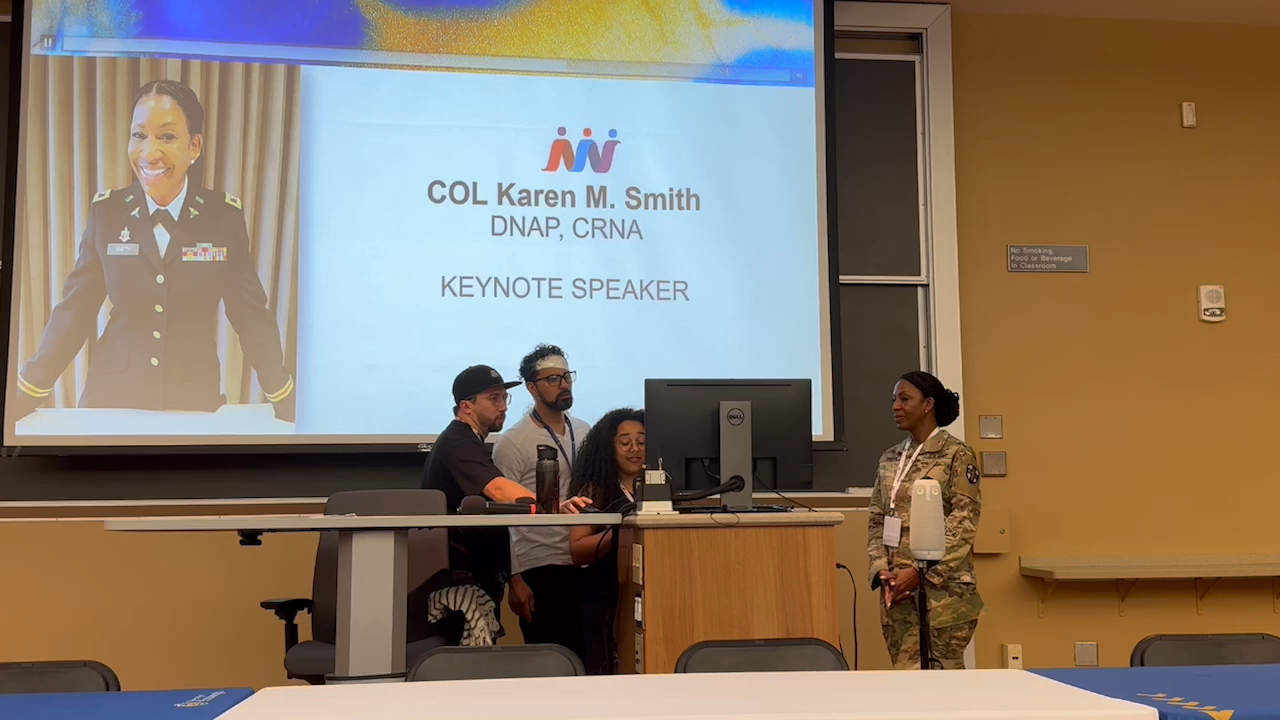 COL Karen M. Smith
DNAP, CRNA
KEYNOTE SPEAKER
No Smoking,
Food or Beverage
In Classroom
DELL